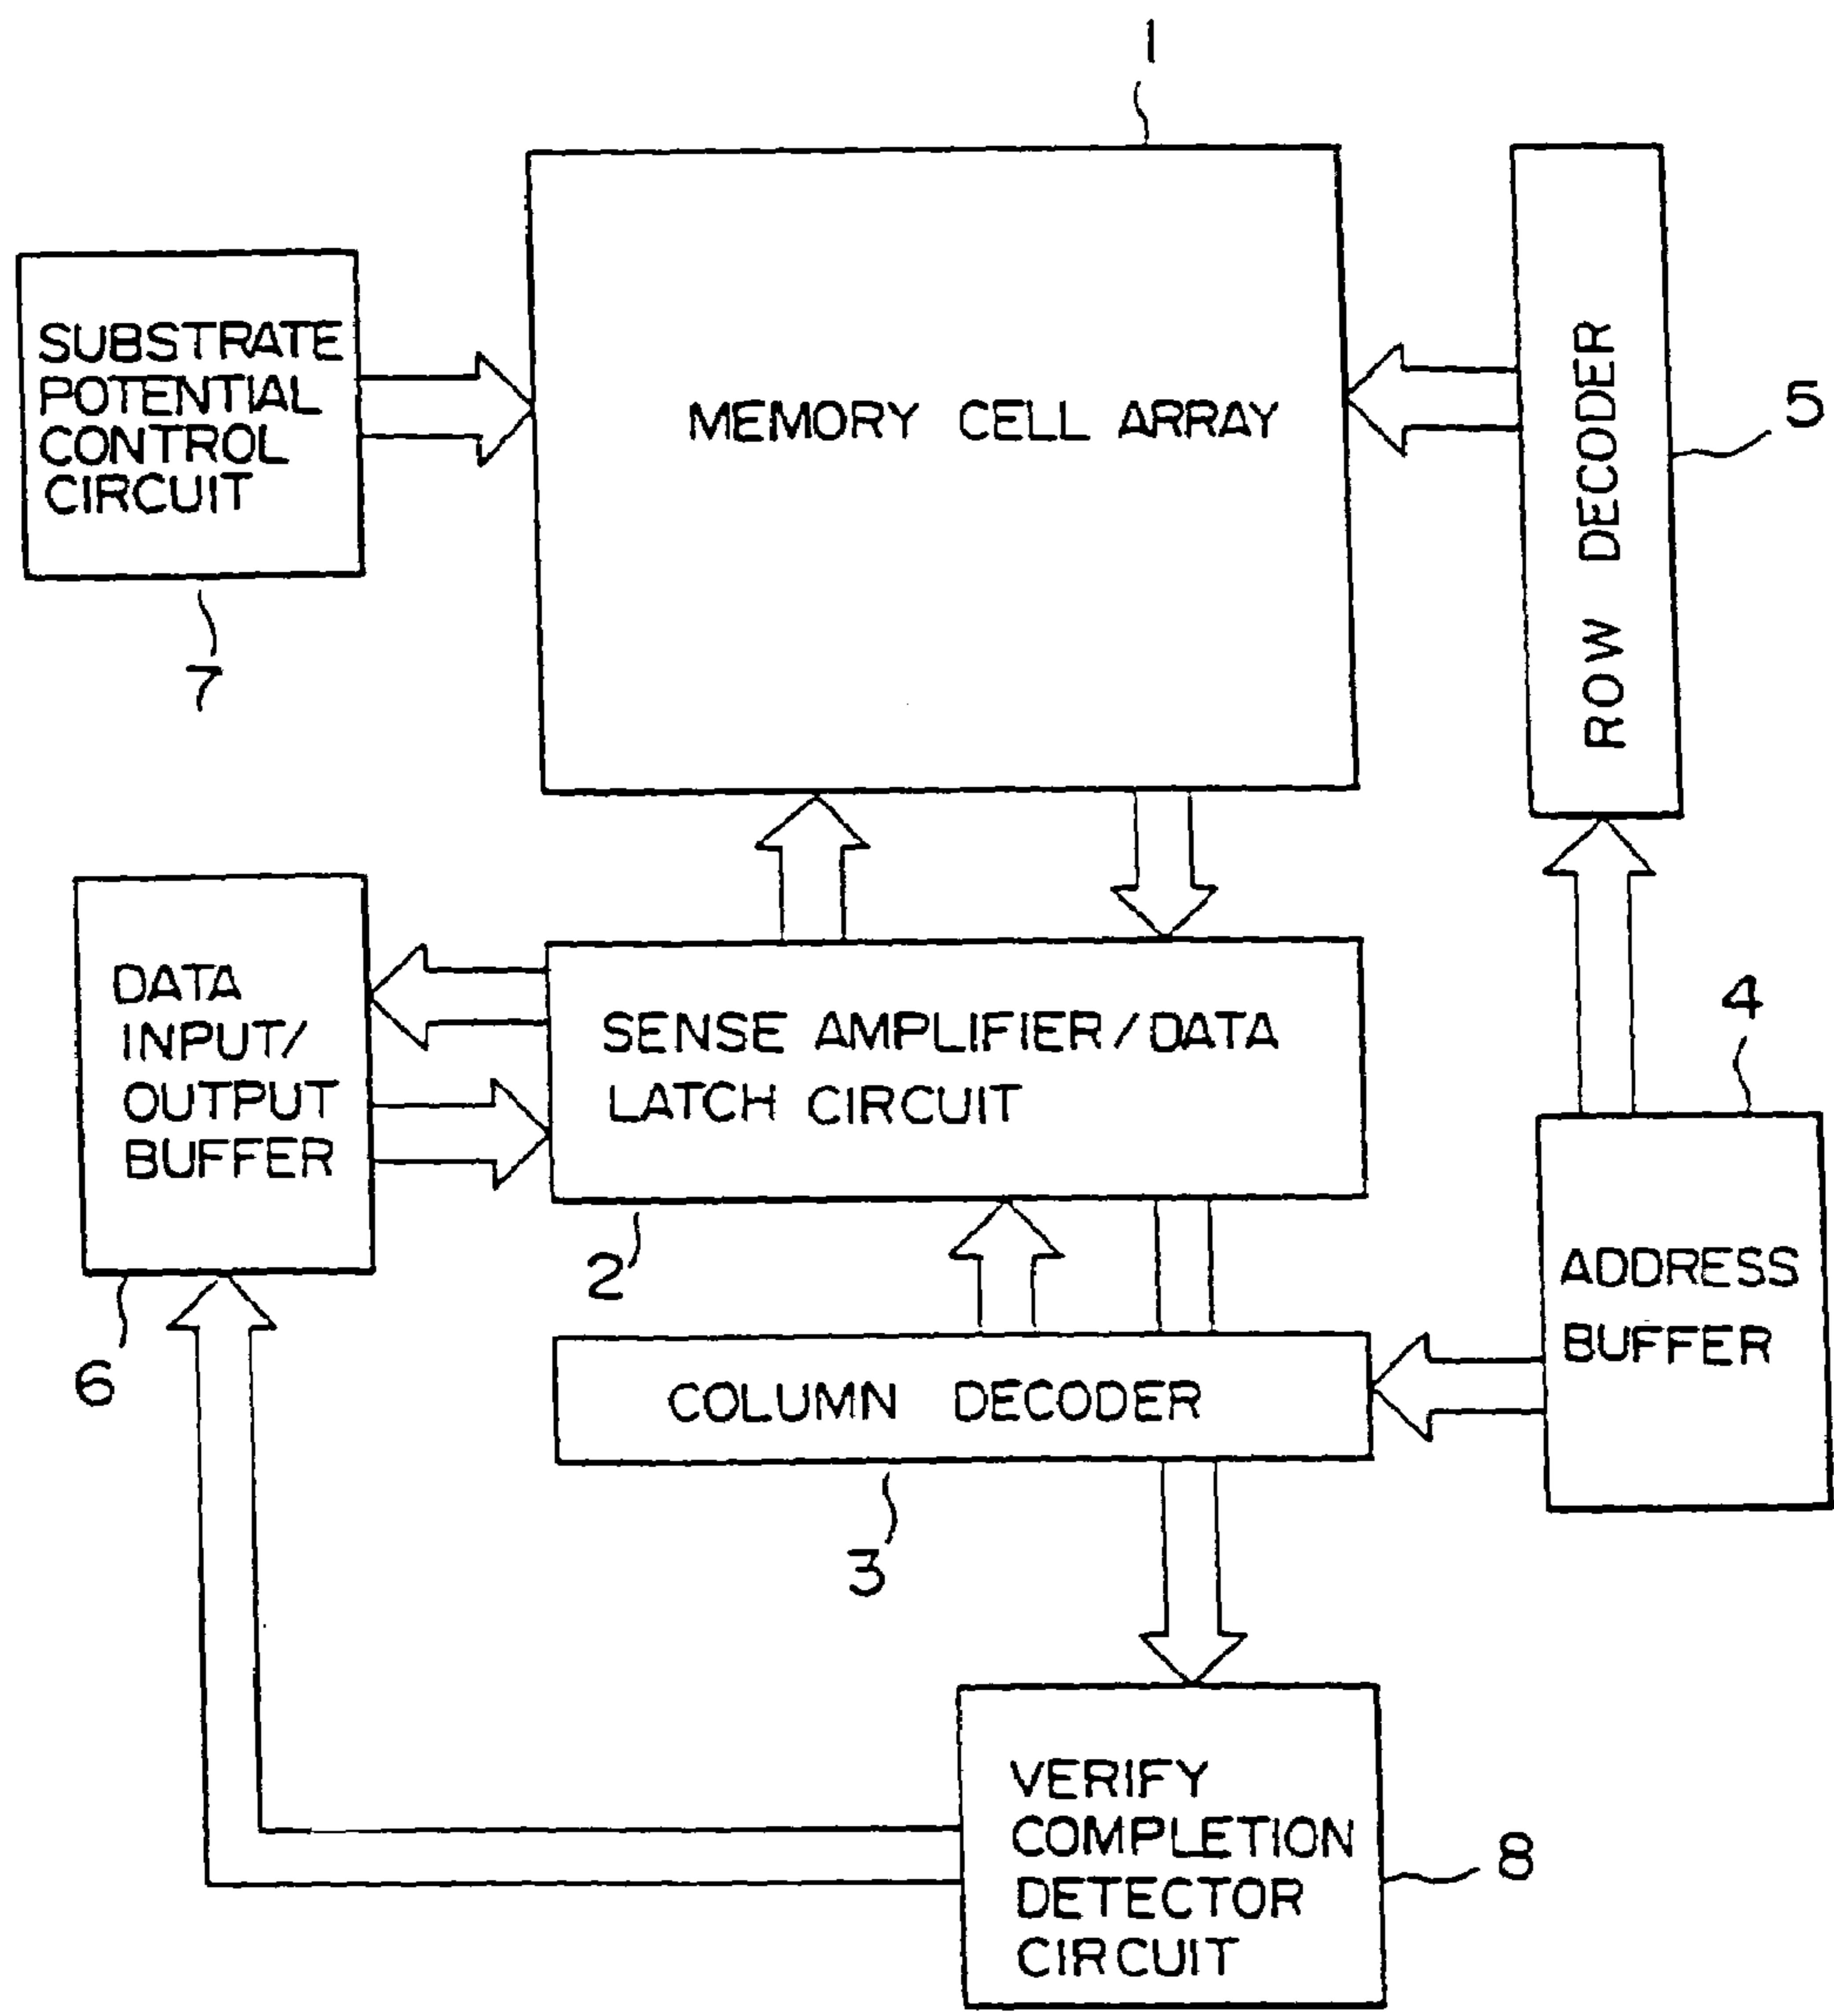 1
SUBSTRATE
POTENTIAL
CONTROL
CIRCUIT
7
MEMORY CELL ARRAY
ROW DECODER
5
DATA
INPUT/
OUTPUT
BUFFER
6
SENSE AMPLIFIER/DATA
LATCH CIRCUIT
2
4
ADDRESS
BUFFER
COLUMN DECODER
3
VERIFY
COMPLETION
DETECTOR
CIRCUIT
8